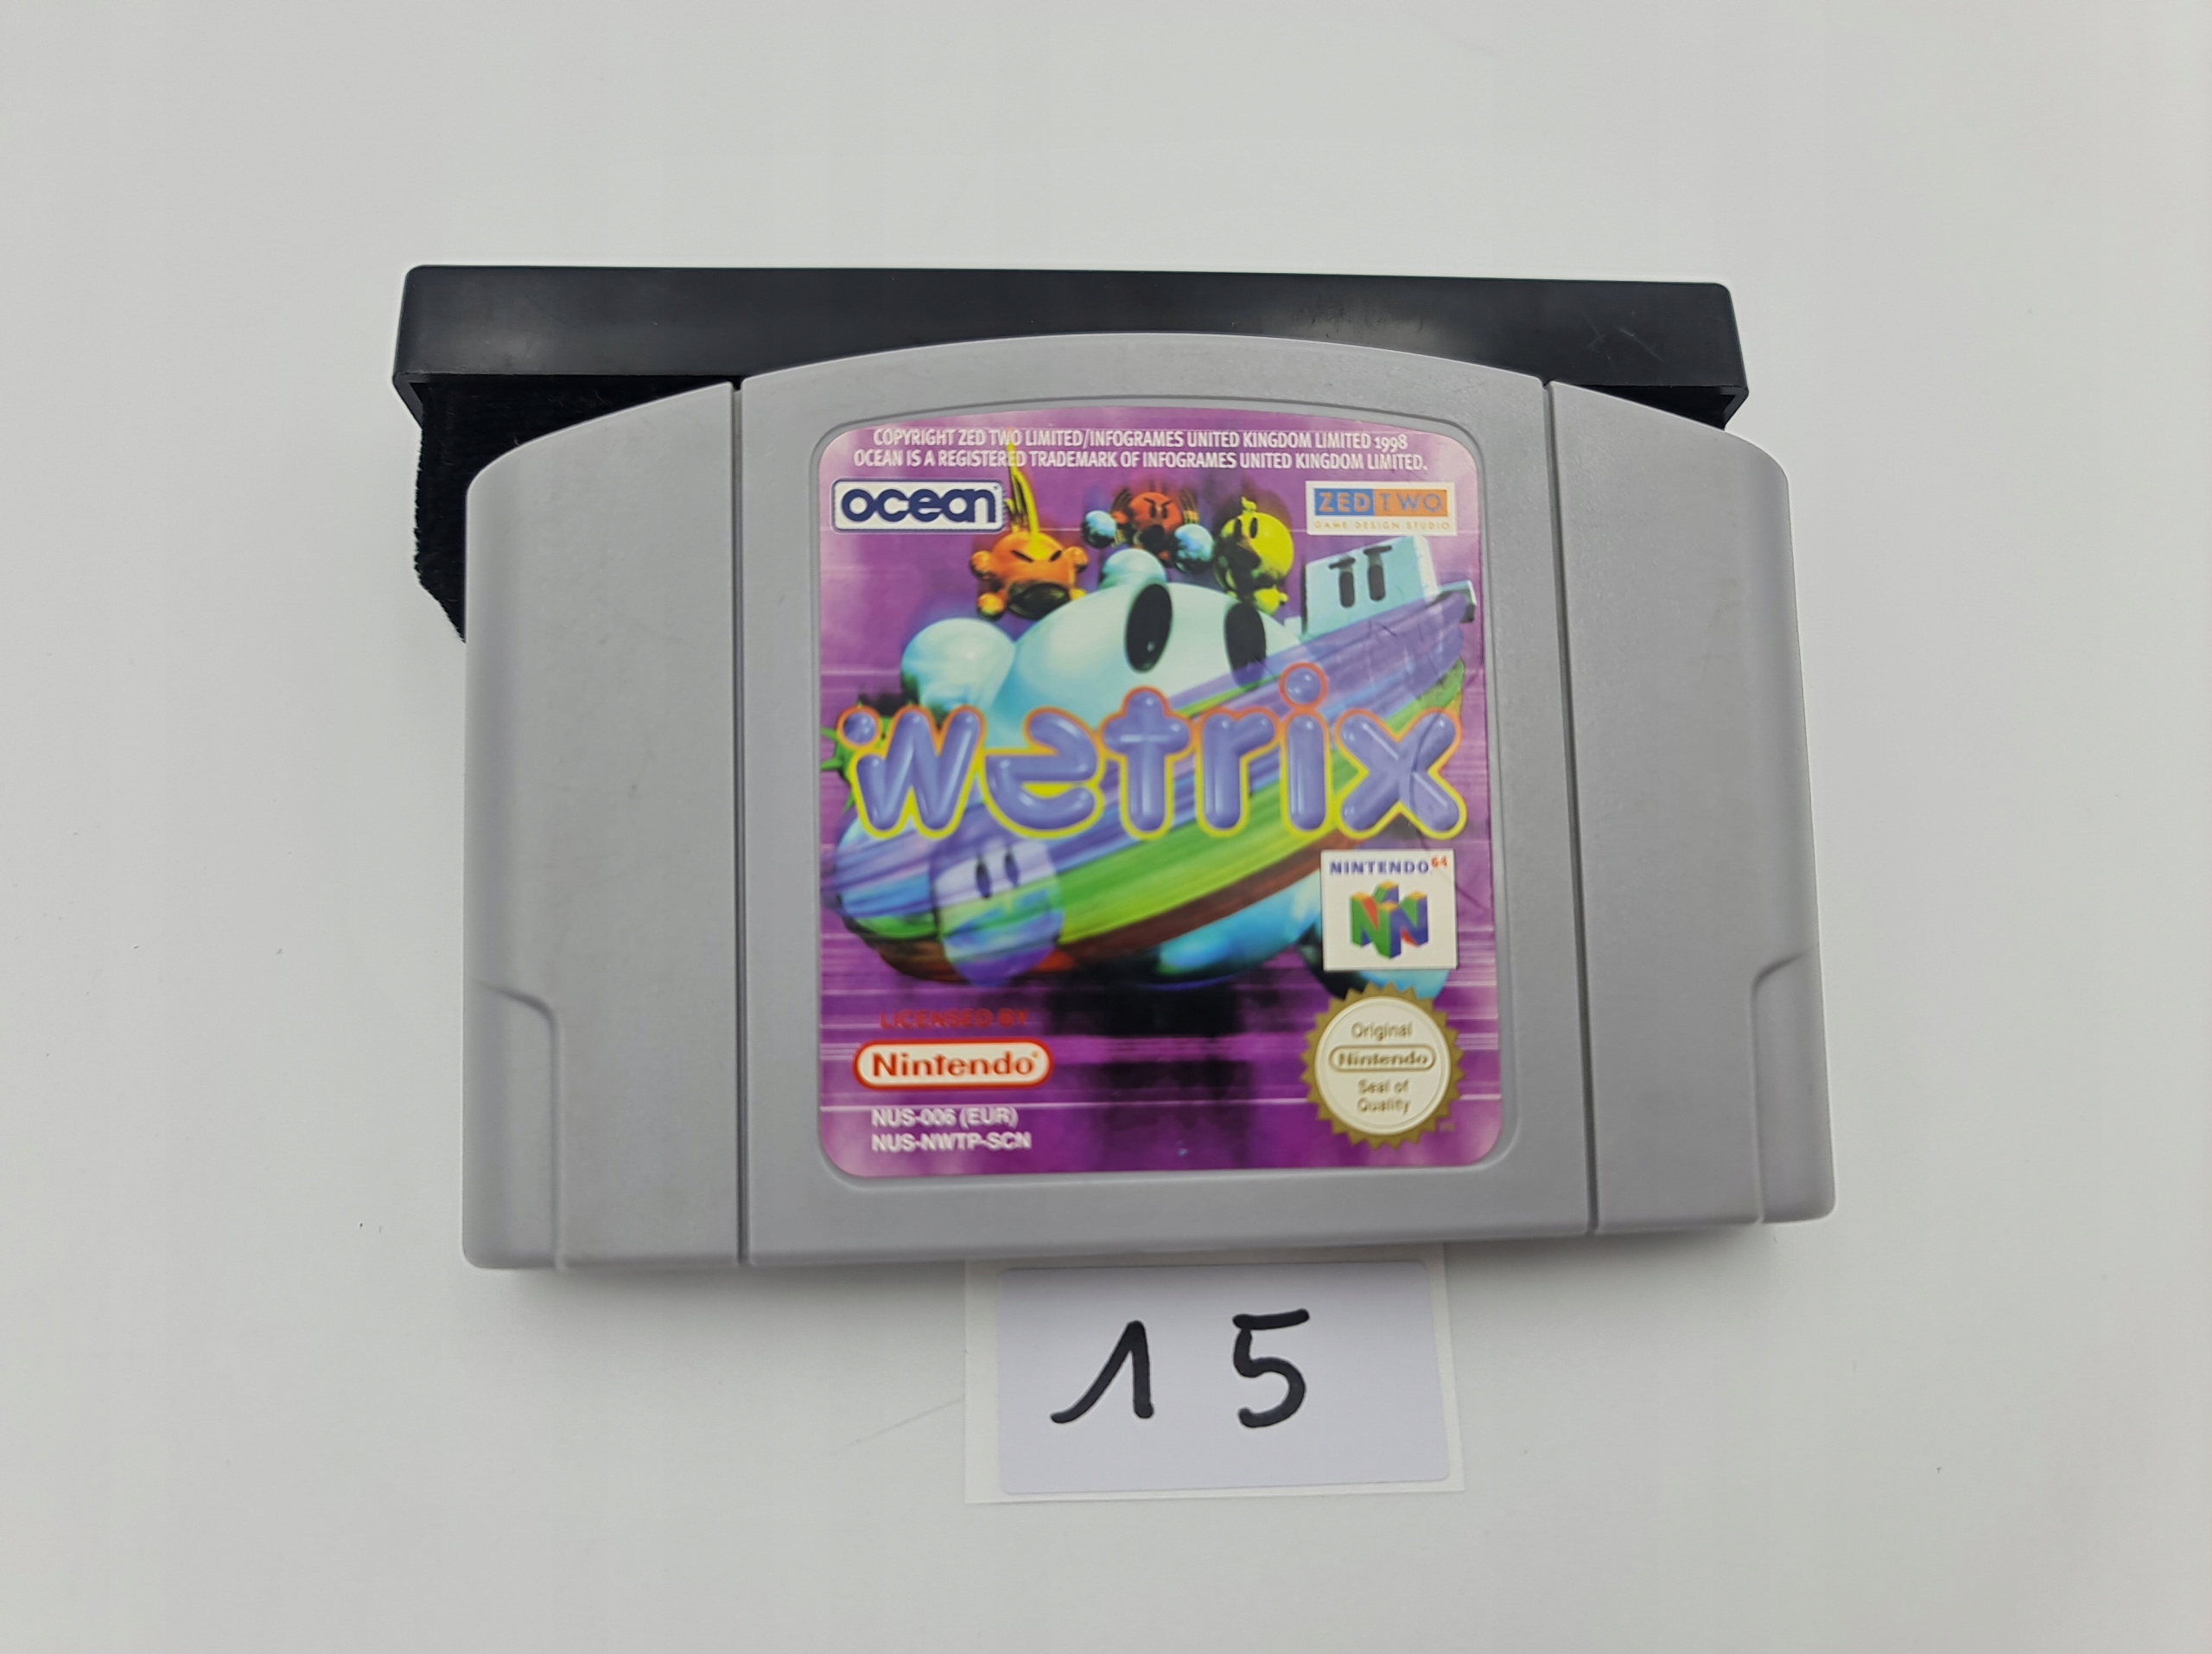 COPYRIGHT ZED TWO LIMITED/INFOGRAMES UNITED KINGDOM LIMITED 1998
OCEAN IS A REGISTERED TRADEMARK OF INFOGRAMES UNITED KINGDOM LIMITED.
ocean
ZED TWO
GAME DESIGN STUDIO
wetrix
NINTENDO 64
LICENSED BY
Nintendo
Original
Nintendo
Seal of
Quality
NUS-006 (EUR)
NUS-NWTP-SCN
15